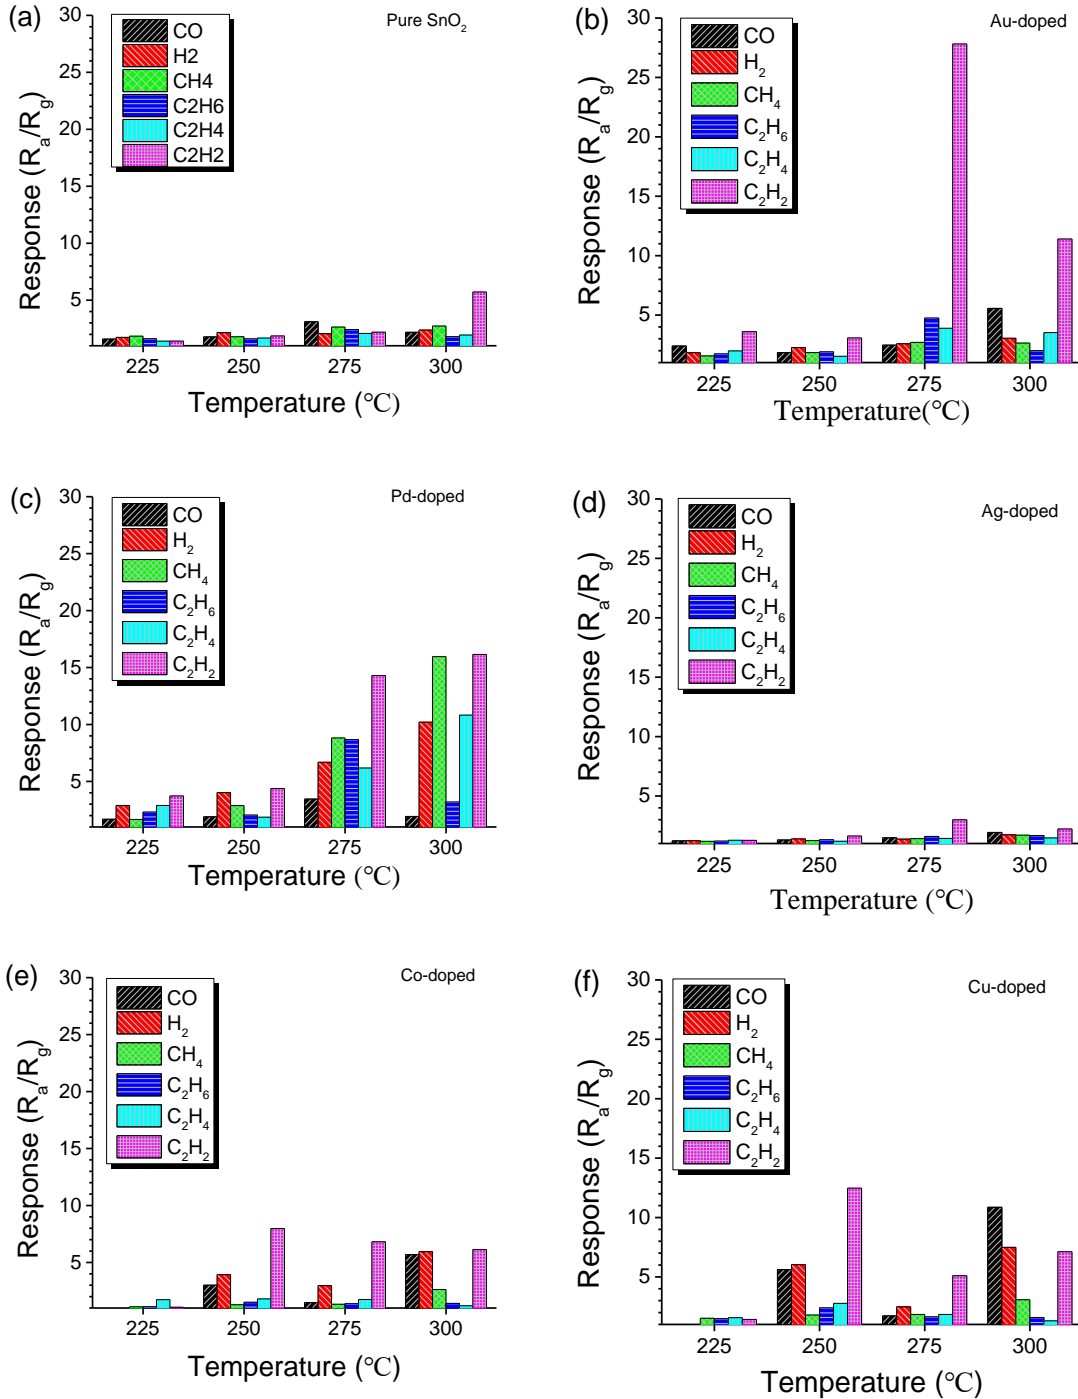 (a)
Pure SnO₂
CO
H2
CH4
C2H6
C2H4
C2H2
30
25
20
15
10
5
Response (Rₐ/R_g)
225 250 275 300
Temperature (°C)
(b)
Au-doped
CO
H₂
CH₄
C₂H₆
C₂H₄
C₂H₂
30
25
20
15
10
5
Response (Rₐ/R_g)
225 250 275 300
Temperature(°C)
(c)
Pd-doped
CO
H₂
CH₄
C₂H₆
C₂H₄
C₂H₂
30
25
20
15
10
5
Response (Rₐ/R_g)
225 250 275 300
Temperature (°C)
(d)
Ag-doped
CO
H₂
CH₄
C₂H₆
C₂H₄
C₂H₂
30
25
20
15
10
5
Response (Rₐ/R_g)
225 250 275 300
Temperature (°C)
(e)
Co-doped
CO
H₂
CH₄
C₂H₆
C₂H₄
C₂H₂
30
25
20
15
10
5
Response (Rₐ/R_g)
225 250 275 300
Temperature (°C)
(f)
Cu-doped
CO
H₂
CH₄
C₂H₆
C₂H₄
C₂H₂
30
25
20
15
10
5
Response (Rₐ/R_g)
225 250 275 300
Temperature (°C)